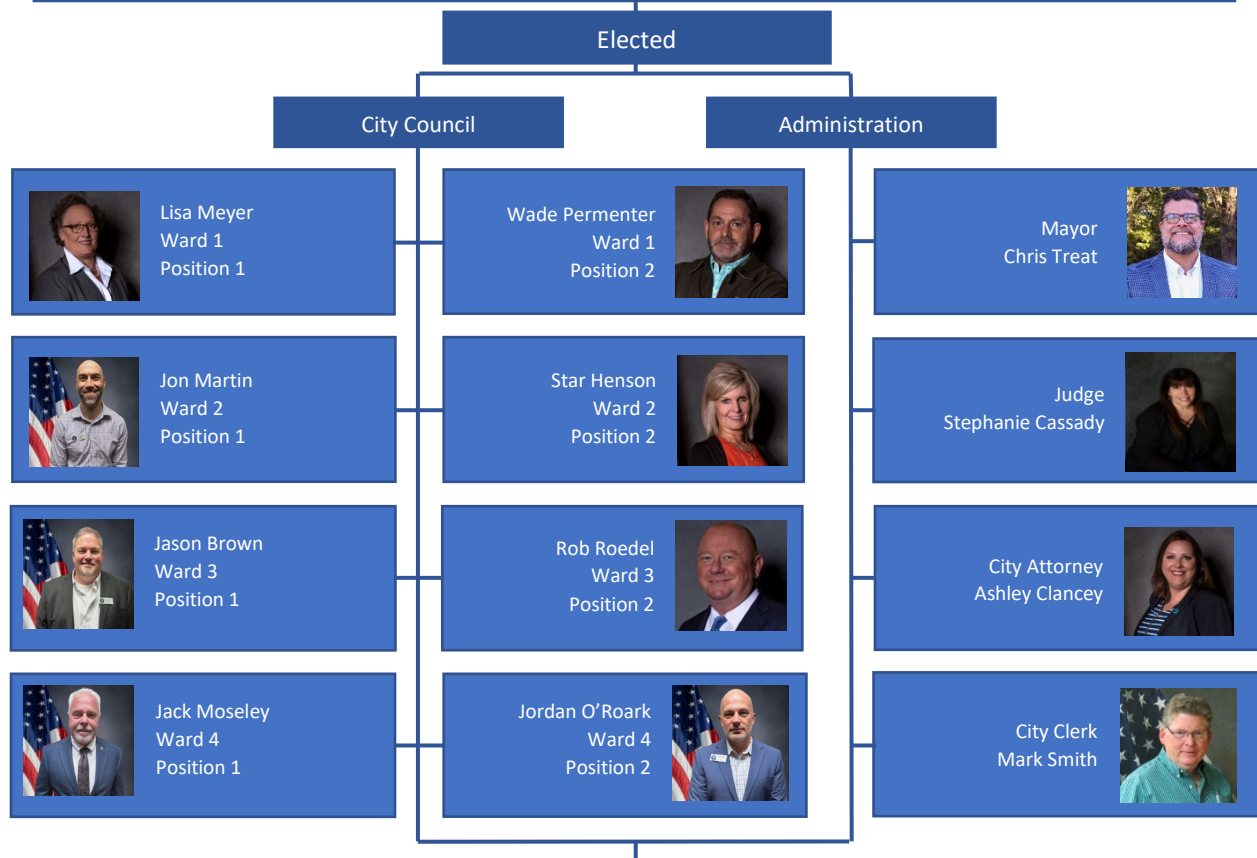 Elected
City Council
Administration
Lisa Meyer
Ward 1
Position 1
Wade Permenter
Ward 1
Position 2
Mayor
Chris Treat
Jon Martin
Ward 2
Position 1
Star Henson
Ward 2
Position 2
Judge
Stephanie Cassady
Jason Brown
Ward 3
Position 1
Rob Roedel
Ward 3
Position 2
City Attorney
Ashley Clancey
Jack Moseley
Ward 4
Position 1
Jordan O’Roark
Ward 4
Position 2
City Clerk
Mark Smith